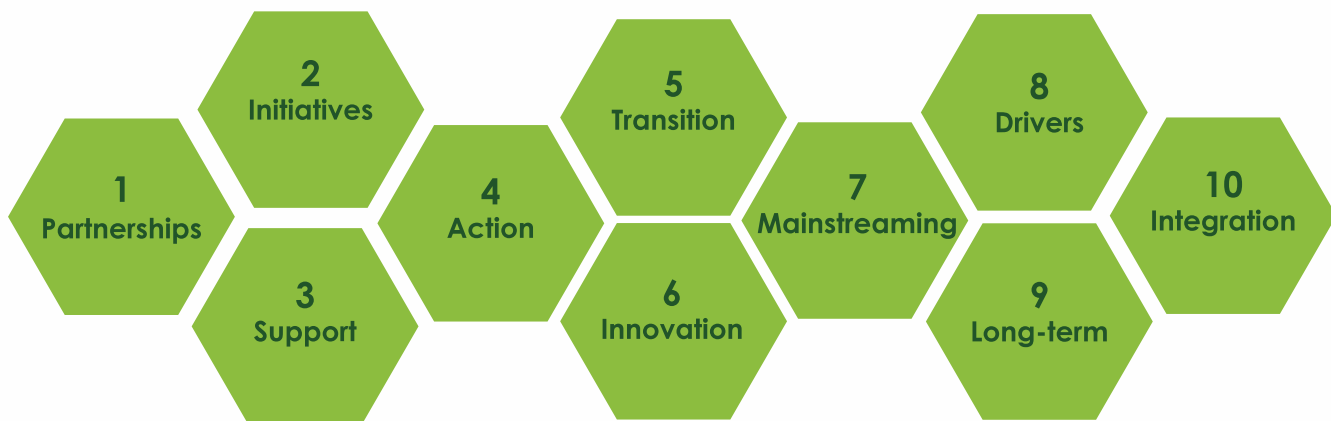 1
Partnerships
2
Initiatives
3
Support
4
Action
5
Transition
6
Innovation
7
Mainstreaming
8
Drivers
9
Long-term
10
Integration